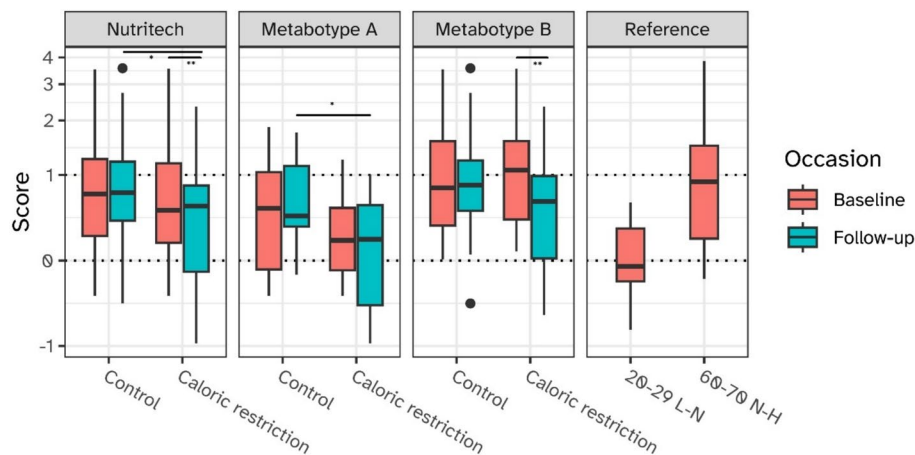 Nutritech
Metabotype A
Metabotype B
Reference
Score
4
3
2
1
0
-1
*
**
*
**
Control
Caloric restriction
Control
Caloric restriction
Control
Caloric restriction
20-29 L-N
60-70 N-H
Occasion
Baseline
Follow-up